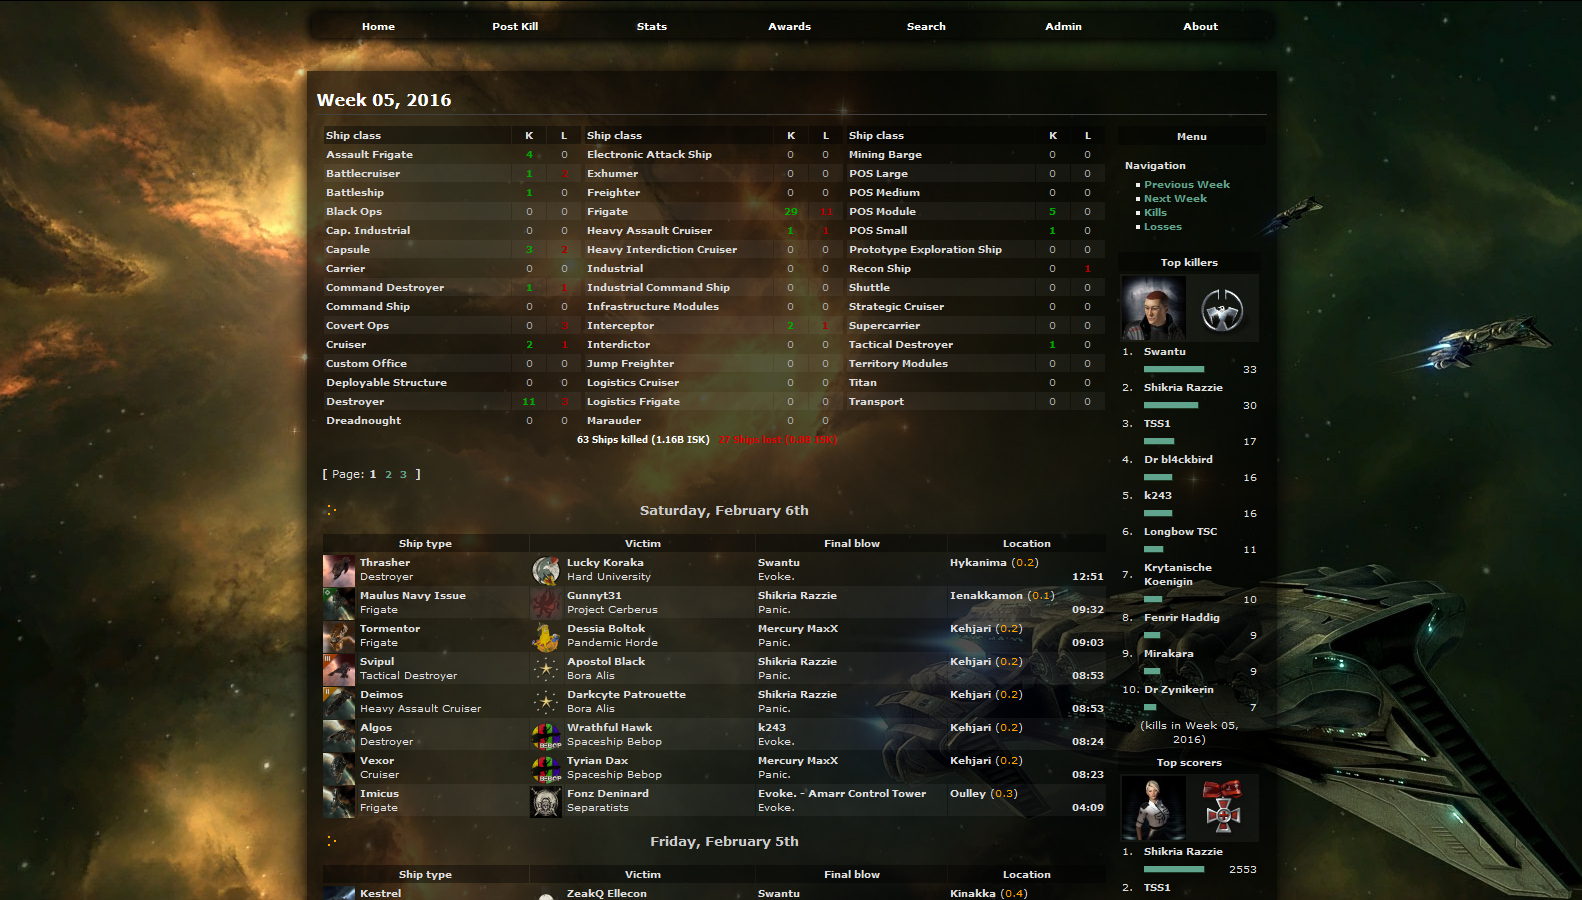 Home Post Kill Stats Awards Search Admin About
Week 05, 2016
Ship class K L Ship class K L Ship class K L
Assault Frigate 4 0 Electronic Attack Ship 0 0 Mining Barge 0 0
Battlecruiser 1 2 Exhumer 0 0 POS Large 0 0
Battleship 1 0 Freighter 0 0 POS Medium 0 0
Black Ops 0 0 Frigate 29 11 POS Module 5 0
Cap. Industrial 0 0 Heavy Assault Cruiser 1 1 POS Small 1 0
Capsule 3 2 Heavy Interdiction Cruiser 0 0 Prototype Exploration Ship 0 0
Carrier 0 0 Industrial 0 0 Recon Ship 0 1
Command Destroyer 1 1 Industrial Command Ship 0 0 Shuttle 0 0
Command Ship 0 0 Infrastructure Modules 0 0 Strategic Cruiser 0 0
Covert Ops 0 3 Interceptor 2 1 Supercarrier 0 0
Cruiser 2 1 Interdictor 0 0 Tactical Destroyer 1 0
Custom Office 0 0 Jump Freighter 0 0 Territory Modules 0 0
Deployable Structure 0 0 Logistics Cruiser 0 0 Titan 0 0
Destroyer 11 3 Logistics Frigate 0 0 Transport 0 0
Dreadnought 0 0 Marauder 0 0
63 Ships killed (1.16B ISK) 27 Ships lost ISK)
[ Page: 1 2 3 ]
Saturday, February 6th
Ship type Victim Final blow Location
Thrasher Lucky Koraka Swantu Hykanima (0.2)
Destroyer Hard University Evoke. 12:51
Maulus Navy Issue Gunnyt31 Shikria Razzie Ienakkamon (0.1)
Frigate Project Cerberus Panic. 09:32
Tormentor Dessia Boltok Mercury MaxX Kehjari (0.2)
Frigate Pandemic Horde Panic. 09:03
Svipul Apostol Black Shikria Razzie Kehjari (0.2)
Tactical Destroyer Bora Alis Panic. 08:53
Deimos Darkcyte Patrouette Shikria Razzie Kehjari (0.2)
Heavy Assault Cruiser Bora Alis Panic. 08:53
Algos Wrathful Hawk k243 Kehjari (0.2)
Destroyer Spaceship Bebop Evoke. 08:24
Vexor Tyrian Dax Mercury MaxX Kehjari (0.2)
Cruiser Spaceship Bebop Panic. 08:23
Imicus Fonz Deninard Evoke. - Amarr Control Tower Oulley (0.3)
Frigate Separatists Evoke. 04:09
BEBOP
BEBOP
Friday, February 5th
Ship type Victim Final blow Location
Kestrel ZeakQ Ellecon Swantu Kinakka (0.4)
Menu
Navigation
Previous Week
Next Week
Kills
Losses
Top killers
1. Swantu
33
2. Shikria Razzie
30
3. TSS1
17
4. Dr bl4ckbird
16
5. k243
16
6. Longbow TSC
11
7. Krytanische
Koenigin
10
8. Fenrir Haddig
9
9. Mirakara
9
10. Dr Zynikerin
7
(kills in Week 05,
2016)
Top scorers
1. Shikria Razzie
2553
2. TSS1